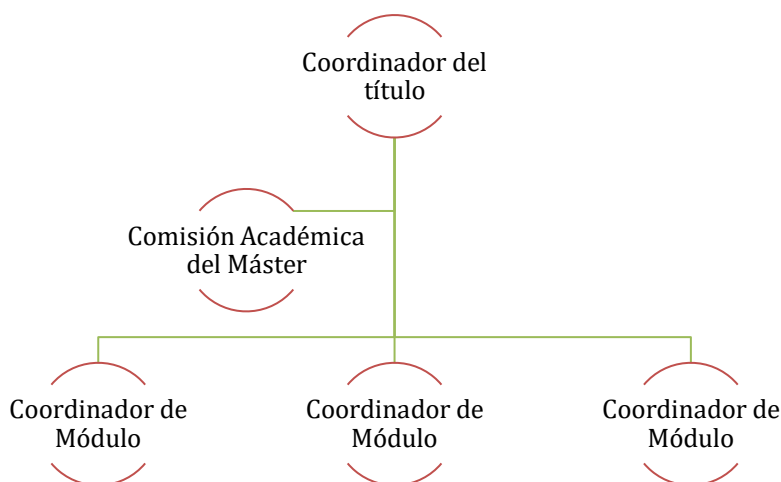 Coordinador del
título
Comisión Académica
del Máster
Coordinador de
Módulo
Coordinador de
Módulo
Coordinador de
Módulo